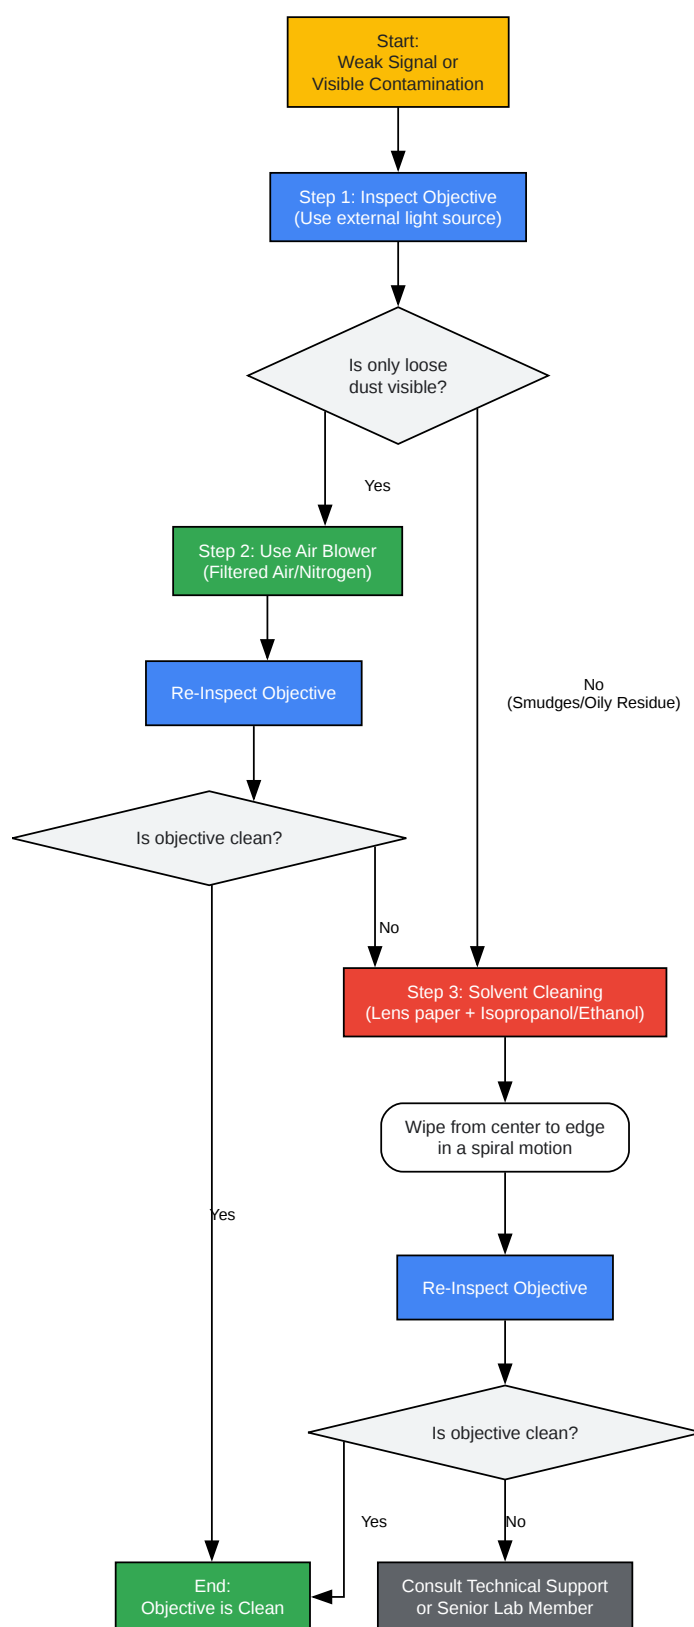 Start:
Weak Signal or
Visible Contamination
Step 1: Inspect Objective
(Use external light source)
Is only loose
dust visible?
Yes
Step 2: Use Air Blower
(Filtered Air/Nitrogen)
Re-Inspect Objective
No
(Smudges/Oily Residue)
Is objective clean?
No
Step 3: Solvent Cleaning
(Lens paper + Isopropanol/Ethanol)
Wipe from center to edge
in a spiral motion
Yes
Re-Inspect Objective
Is objective clean?
Yes
No
End:
Objective is Clean
Consult Technical Support
or Senior Lab Member